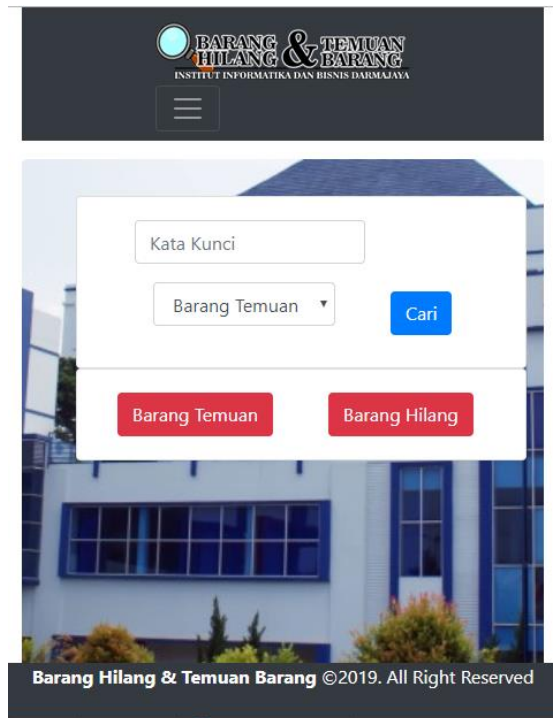 BARANG HILANG & TEMUAN BARANG
INSTITUT INFORMATIKA DAN BISNIS DARMAJAYA
Kata Kunci
Barang Temuan
Cari
Barang Temuan
Barang Hilang
Barang Hilang & Temuan Barang ©2019. All Right Reserved